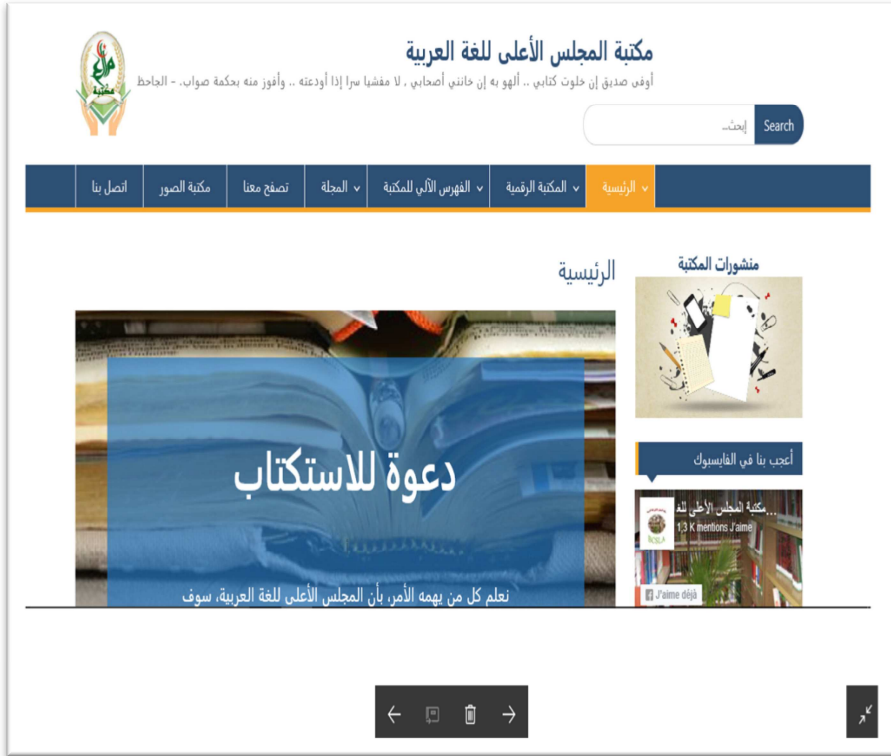 مكتبة المجلس الأعلى للغة العربية
أوفى صديق إن خلوت كتابي .. ألهو به إن خانني أصحابي , لا مفشيا سرا إذا أودعته .. وأفوز منه بحكمة صواب. - الجاحظ
مكتبة
Search إبحث...
الرئيسية
المكتبة الرقمية
الفهرس الآلي للمكتبة
المجلة
تصفح معنا
مكتبة الصور
اتصل بنا
منشورات المكتبة
الرئيسية
دعوة للاستكتاب
نعلم كل من يهمه الأمر، بأن المجلس الأعلى للغة العربية، سوف
أعجب بنا في الفايسبوك
مكتبة المجلس الأعلى للغ...
1,3 K mentions J'aime
J'aime déjà